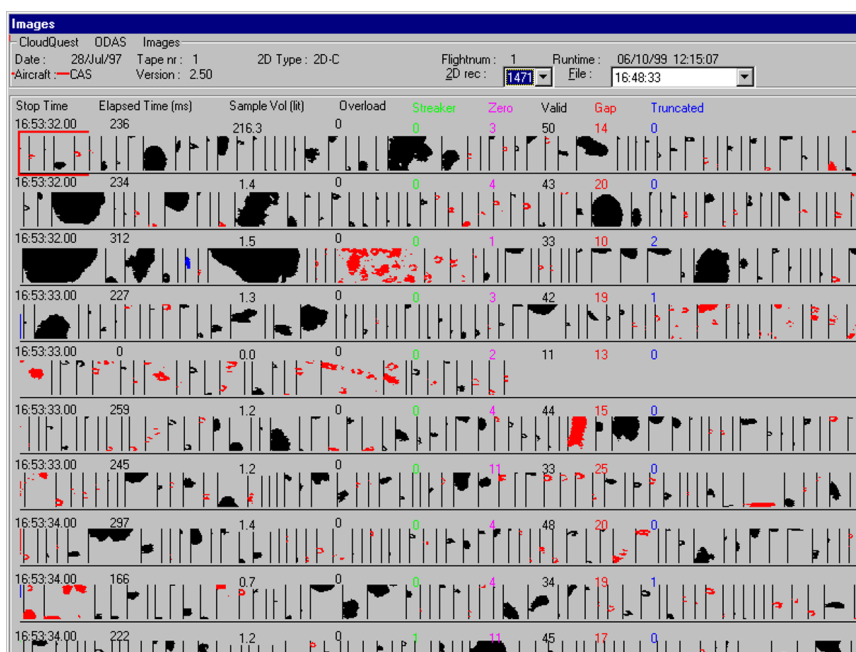 Images
CloudQuest ODAS Images
Date : 28/Jul/97 Tape nr : 1 2D Type : 2D-C Flightnum : 1 Runtime : 06/10/99 12:15:07
Aircraft : CAS Version : 2.50 2D rec : 1471 File : 16:48:33
Stop Time Elapsed Time (ms) Sample Vol (lit) Overload Streaker Zero Valid Gap Truncated
16:53:32.00 236 216.3 0 0 3 50 14 0
16:53:32.00 234 1.4 0 0 4 43 20 0
16:53:32.00 312 1.5 0 0 1 33 10 2
16:53:33.00 227 1.3 0 0 3 42 19 1
16:53:33.00 0 0.0 0 0 2 11 13 0
16:53:33.00 259 1.2 0 0 4 44 15 0
16:53:33.00 245 1.2 0 0 11 33 25 0
16:53:34.00 297 1.4 0 0 4 48 20 0
16:53:34.00 166 0.7 0 0 4 34 19 1
16:53:34.00 222 1.2 0 1 11 45 17 0